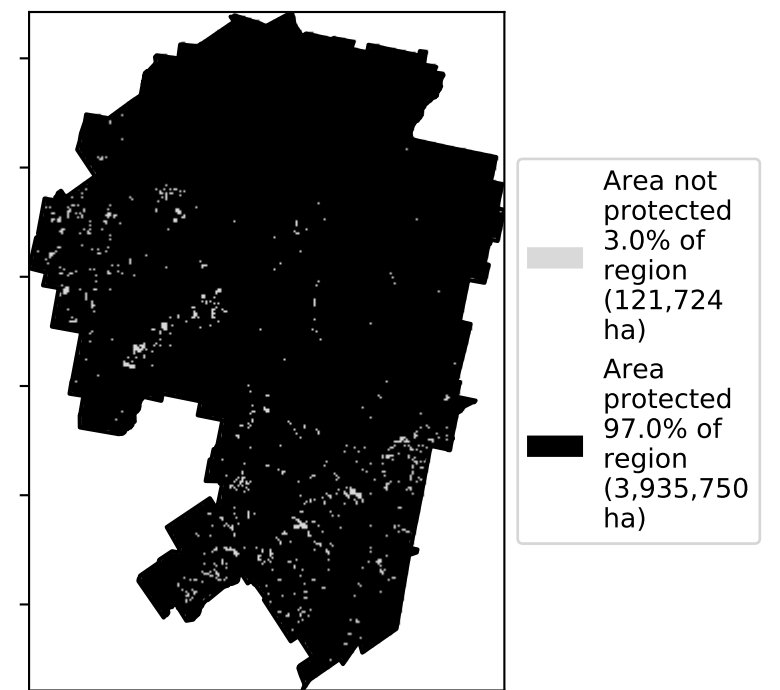 Area not
protected
3.0% of
region
(121,724
ha)
Area
protected
97.0% of
region
(3,935,750
ha)